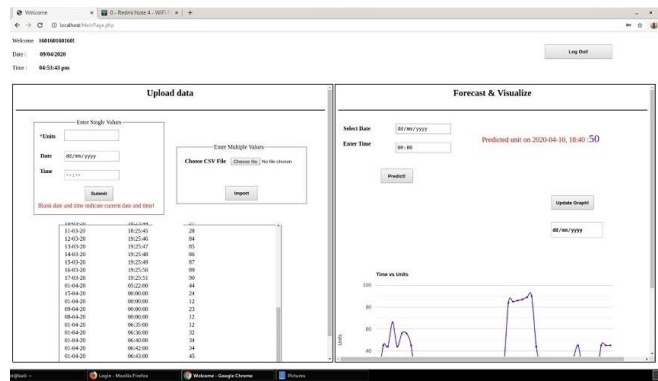 Welcome
0 - Redmi Note 4 - WiFi
localhost/MainPage.php
Welcome 1601601601601
Date : 09/04/2020
Time : 04:53:43 pm
Log Out!
Upload data
Enter Single Values
*Units
Date dd/mm/yyyy
Time --:--
Submit
Blank date and time indicate current date and time!
Enter Multiple Values
Choose CSV File Choose file No file chosen
Import
11-03-20 18:25:45 28
12-03-20 18:25:46 84
13-03-20 18:25:47 85
14-03-20 18:25:48 86
15-03-20 18:25:49 87
16-03-20 18:25:50 89
17-03-20 18:25:51 90
01-04-20 05:22:00 44
15-04-20 00:00:00 24
01-04-20 00:00:00 12
09-04-20 00:00:00 23
08-04-20 00:00:00 12
01-04-20 06:35:00 12
01-04-20 06:36:00 32
01-04-20 06:40:00 34
01-04-20 06:42:00 34
01-04-20 06:43:00 45
Forecast & Visualize
Select Date dd/mm/yyyy
Enter Time 00:00
Predicted unit on 2020-04-10, 18:40 :50
Predict!
Update Graph!
dd/mm/yyyy
Time vs Units
100
80
60
40
Units
Login - Mozilla Firefox
Welcome - Google Chrome
Pictures